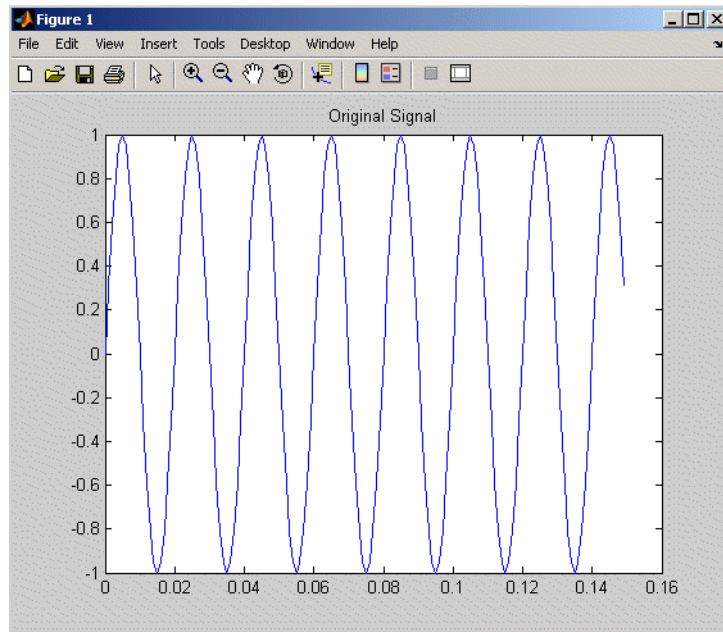 Figure 1
File Edit View Insert Tools Desktop Window Help
Original Signal
1
0.8
0.6
0.4
0.2
0
-0.2
-0.4
-0.6
-0.8
-1
0 0.02 0.04 0.06 0.08 0.1 0.12 0.14 0.16